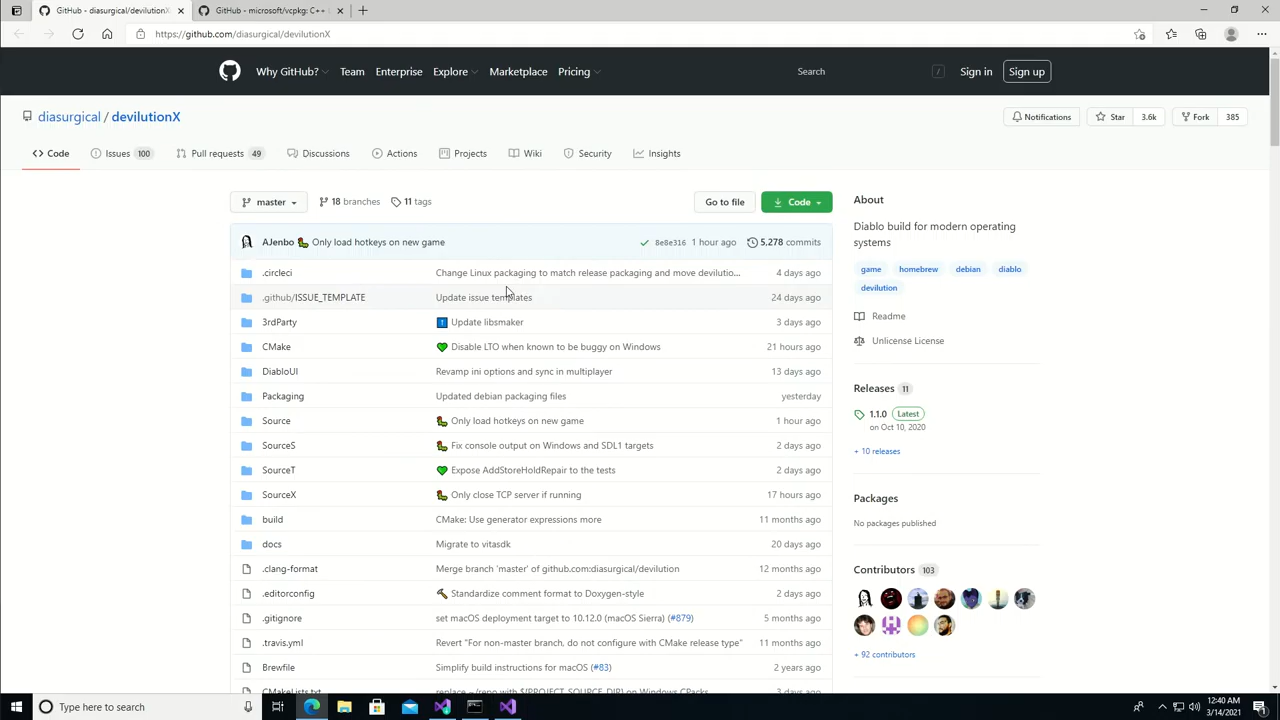 GitHub - diasurgical/devilutionX
GitHub - microsoft/vcpkg: C++
https://github.com/diasurgical/devilutionX
Why GitHub?
Team
Enterprise
Explore
Marketplace
Pricing
Search
/
Sign in
Sign up
diasurgical / devilutionX
Notifications
Star 3.6k
Fork 385
Code
Issues 100
Pull requests 49
Discussions
Actions
Projects
Wiki
Security
Insights
master
18 branches
11 tags
Go to file
Code
AJenbo Only load hotkeys on new game 8e8e316 1 hour ago 5,278 commits
.circleci Change Linux packaging to match release packaging and move devilutio... 4 days ago
.github/ISSUE_TEMPLATE Update issue templates 24 days ago
3rdParty Update libsmaker 3 days ago
CMake Disable LTO when known to be buggy on Windows 21 hours ago
DiabloUI Revamp ini options and sync in multiplayer 13 days ago
Packaging Updated debian packaging files yesterday
Source Only load hotkeys on new game 1 hour ago
SourceS Fix console output on Windows and SDL1 targets 2 days ago
SourceT Expose AddStoreHoldRepair to the tests 2 days ago
SourceX Only close TCP server if running 17 hours ago
build CMake: Use generator expressions more 11 months ago
docs Migrate to vitasdk 20 days ago
.clang-format Merge branch 'master' of github.com:diasurgical/devilution 12 months ago
.editorconfig Standardize comment format to Doxygen-style 2 days ago
.gitignore set macOS deployment target to 10.12.0 (macOS Sierra) (#879) 5 months ago
.travis.yml Revert "For non-master branch, do not configure with CMake release type" 11 months ago
Brewfile Simplify build instructions for macOS (#83) 2 years ago
CMakeLists.txt replace ~/repo with ${PROJECT_SOURCE_DIR} on Windows CPacks 3 days ago
About
Diablo build for modern operating
systems
game homebrew debian diablo
devilution
Readme
Unlicense License
Releases 11
1.1.0 Latest
on Oct 10, 2020
+ 10 releases
Packages
No packages published
Contributors 103
+ 92 contributors
Type here to search
12:40 AM
3/14/2021